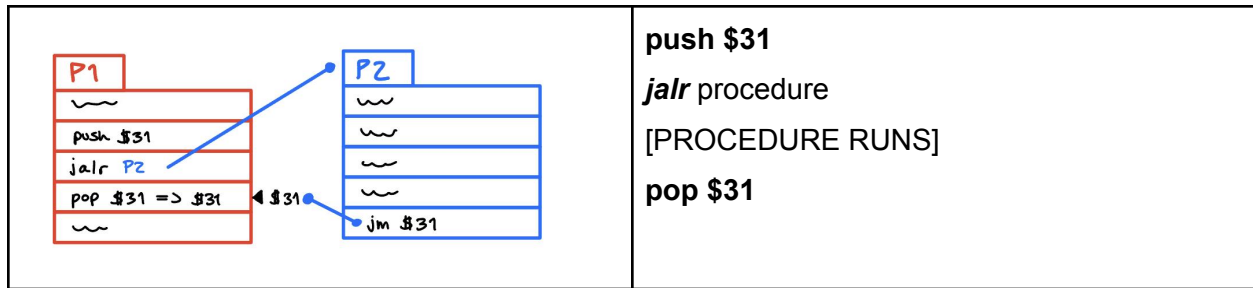 P1
push $31
jalr P2
pop $31 => $31
◀ $31
P2
jm $31
push $31
jalr procedure
[PROCEDURE RUNS]
pop $31